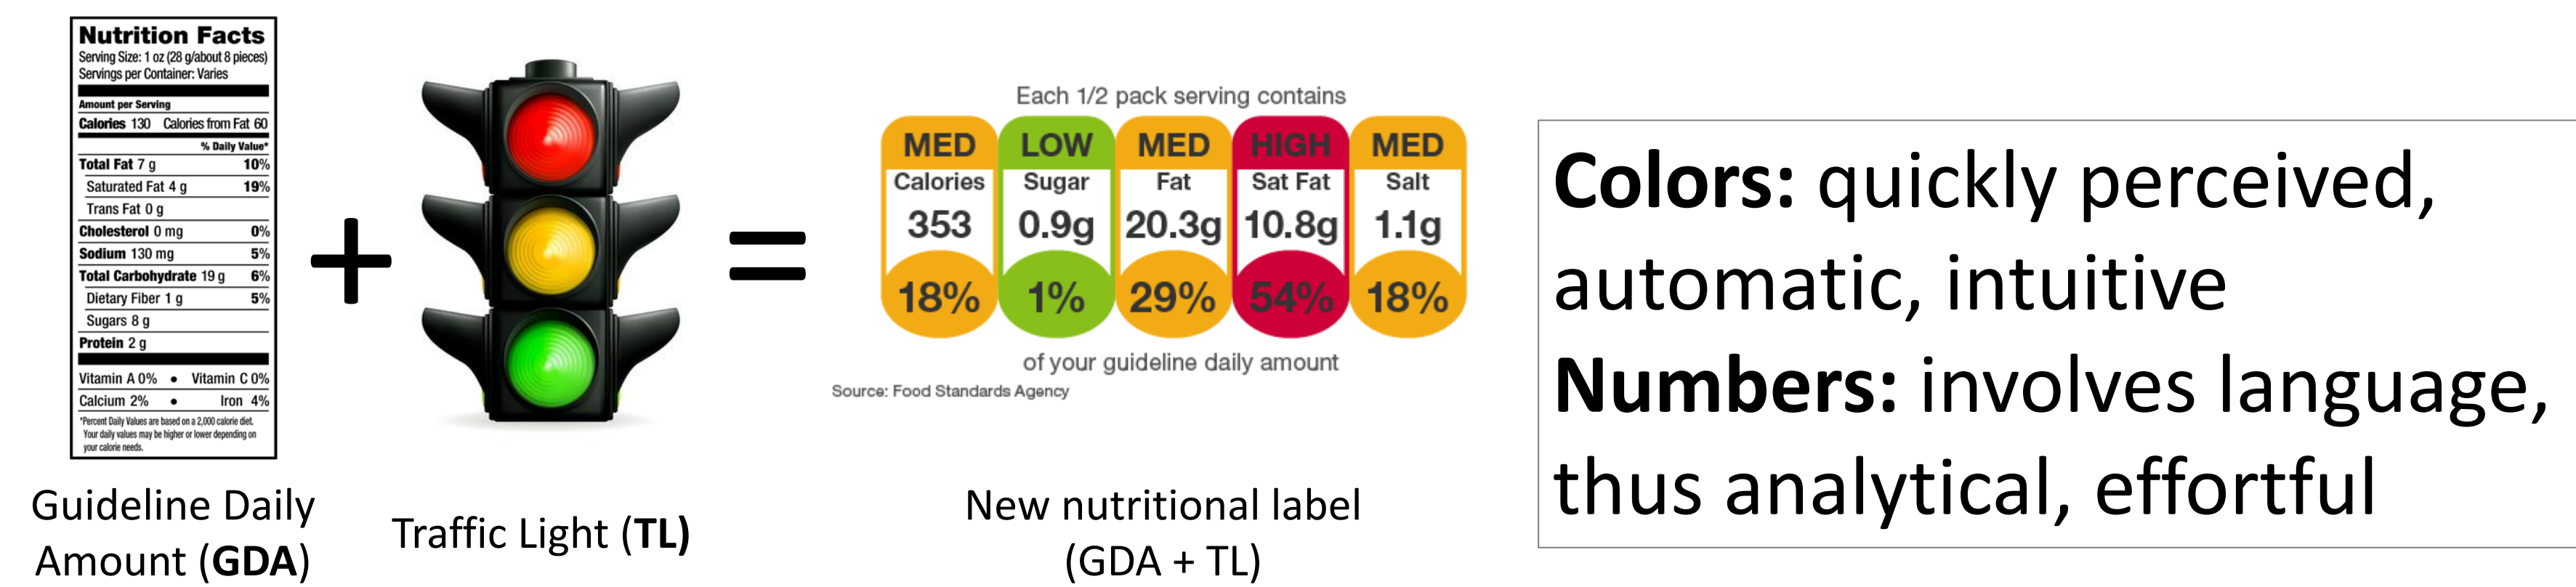 Nutrition Facts
Serving Size: 1 oz (28 g/about 8 pieces)
Servings per Container: Varies
Amount per Serving
Calories 130 Calories from Fat 60
% Daily Value*
Total Fat 7 g 10%
Saturated Fat 4 g 19%
Trans Fat 0 g
Cholesterol 0 mg 0%
Sodium 130 mg 5%
Total Carbohydrate 19 g 6%
Dietary Fiber 1 g 5%
Sugars 8 g
Protein 2 g
Vitamin A 0% • Vitamin C 0%
Calcium 2% • Iron 4%
*Percent Daily Values are based on a 2,000 calorie diet.
Your daily values may be higher or lower depending on
your calorie needs.
Guideline Daily
Amount (GDA)
+
Traffic Light (TL)
=
Each 1/2 pack serving contains
MED LOW MED HIGH MED
Calories Sugar Fat Sat Fat Salt
353 0.9g 20.3g 10.8g 1.1g
18% 1% 29% 54% 18%
of your guideline daily amount
Source: Food Standards Agency
New nutritional label
(GDA + TL)
Colors: quickly perceived,
automatic, intuitive
Numbers: involves language,
thus analytical, effortful